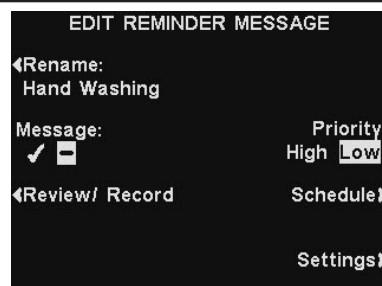 EDIT REMINDER MESSAGE
Rename:
Hand Washing
Message:
Priority
High Low
Review/ Record
Schedule
Settings